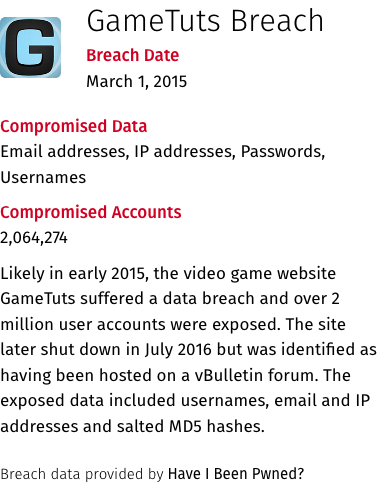 G
GameTuts Breach
Breach Date
March 1, 2015
Compromised Data
Email addresses, IP addresses, Passwords,
Usernames
Compromised Accounts
2,064,274
Likely in early 2015, the video game website
GameTuts suffered a data breach and over 2
million user accounts were exposed. The site
later shut down in July 2016 but was identified as
having been hosted on a vBulletin forum. The
exposed data included usernames, email and IP
addresses and salted MD5 hashes.
Breach data provided by Have I Been Pwned?